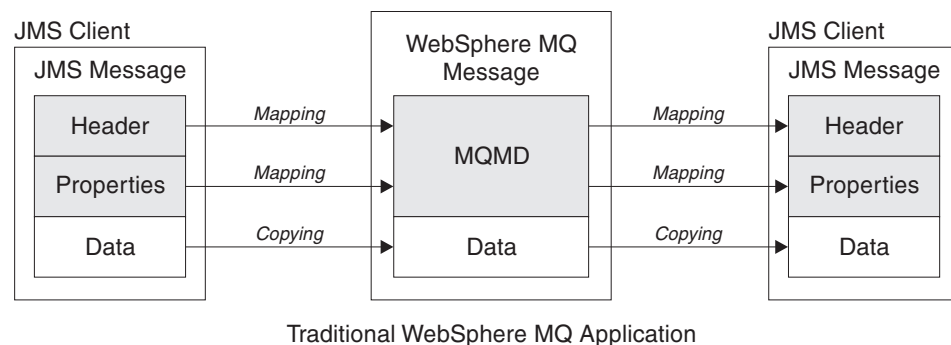 JMS Client
JMS Message
Header
Properties
Data
Mapping
Mapping
Copying
WebSphere MQ
Message
MQMD
Data
Mapping
Mapping
Copying
JMS Client
JMS Message
Header
Properties
Data
Traditional WebSphere MQ Application